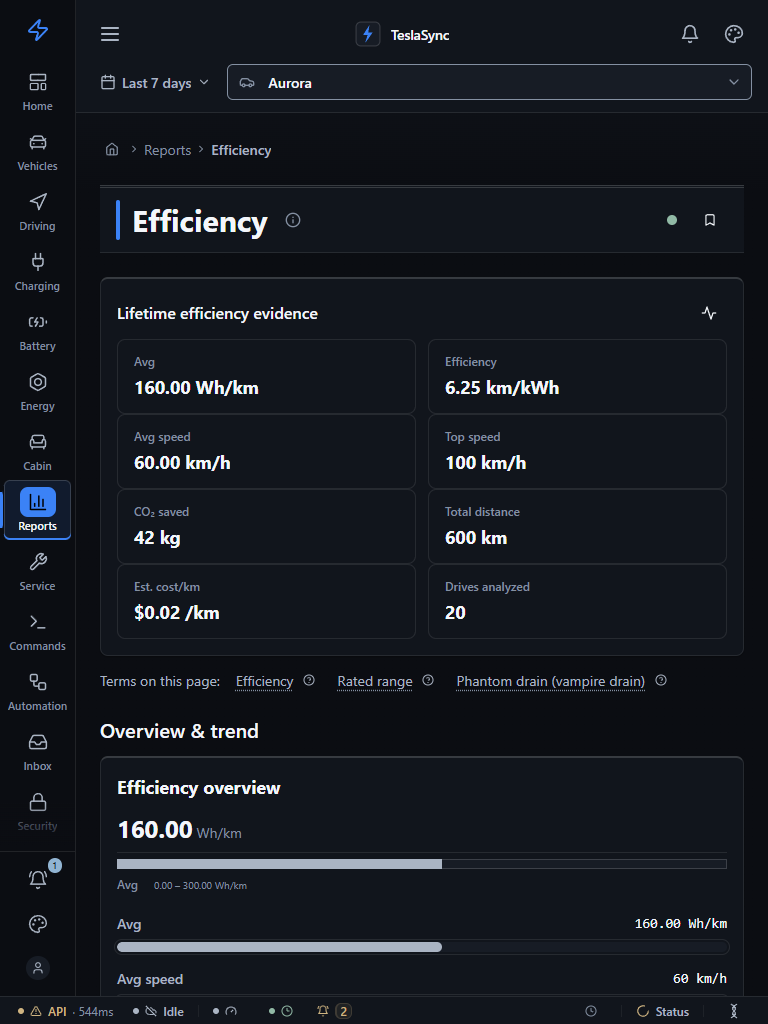 TeslaSync
Last 7 days
Aurora
Home
Vehicles
Driving
Charging
Battery
Energy
Cabin
Reports
Service
Commands
Automation
Inbox
Security
1
Reports
Efficiency
Efficiency
Lifetime efficiency evidence
Avg
160.00 Wh/km
Efficiency
6.25 km/kWh
Avg speed
60.00 km/h
Top speed
100 km/h
CO₂ saved
42 kg
Total distance
600 km
Est. cost/km
$0.02 /km
Drives analyzed
20
Terms on this page: Efficiency Rated range Phantom drain (vampire drain)
Overview & trend
Efficiency overview
160.00 Wh/km
Avg 0.00 – 300.00 Wh/km
Avg 160.00 Wh/km
Avg speed 60 km/h
API · 544ms Idle 2 Status